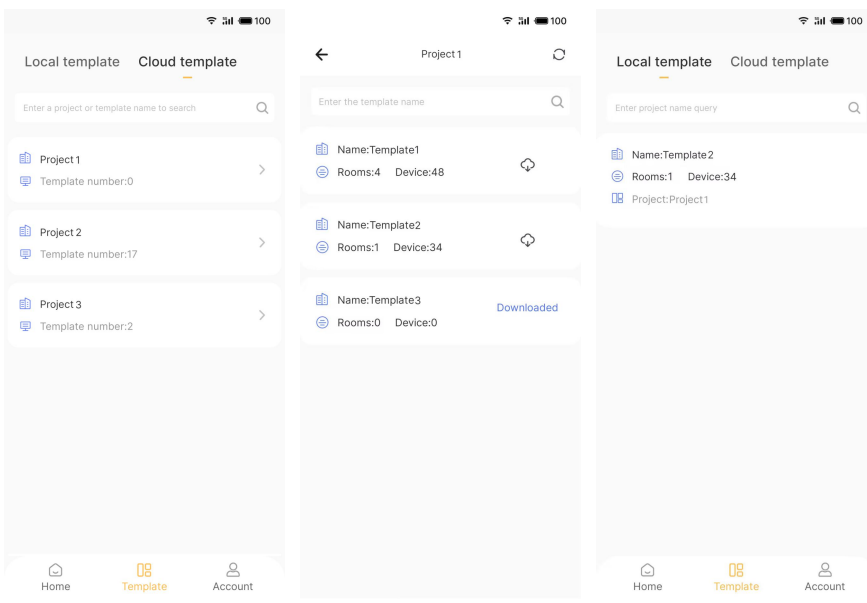 100
Local template Cloud template
Enter a project or template name to search
Project 1
Template number:0
Project 2
Template number:17
Project 3
Template number:2
Home Template Account
100
Project 1
Enter the template name
Name:Template1
Rooms:4 Device:48
Name:Template2
Rooms:1 Device:34
Name:Template3
Downloaded
Rooms:0 Device:0
100
Local template Cloud template
Enter project name query
Name:Template2
Rooms:1 Device:34
Project:Project1
Home Template Account